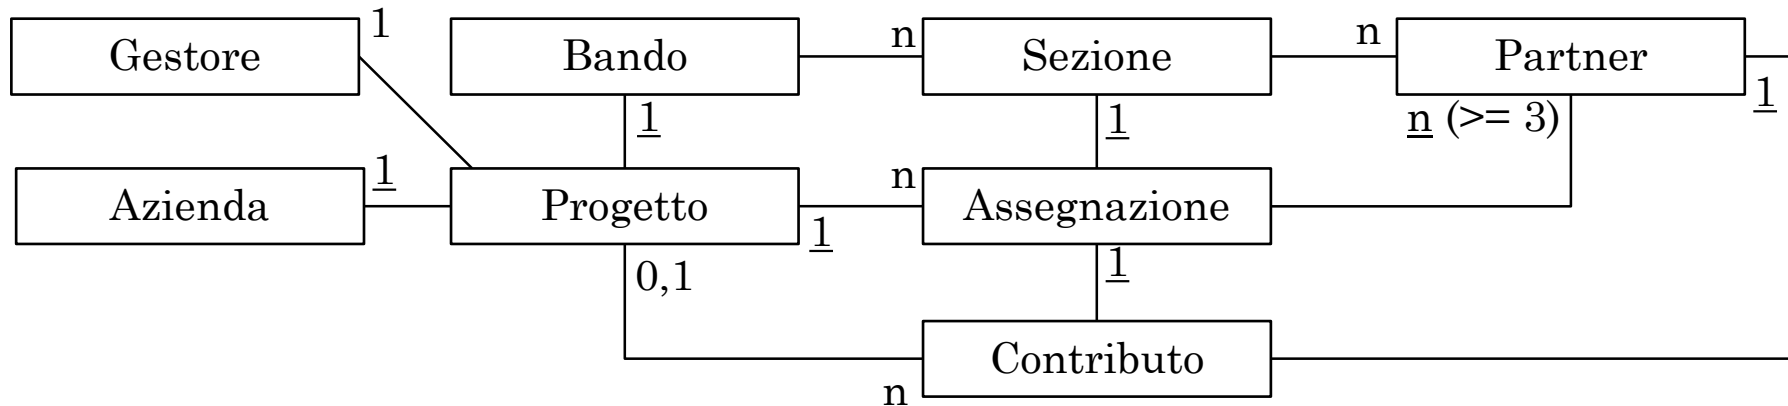 Gestore
1
Bando
n
Sezione
n
Partner
1
1
1
n (>= 3)
Azienda
1
Progetto
n
Assegnazione
1
1
0,1
Contributo
n